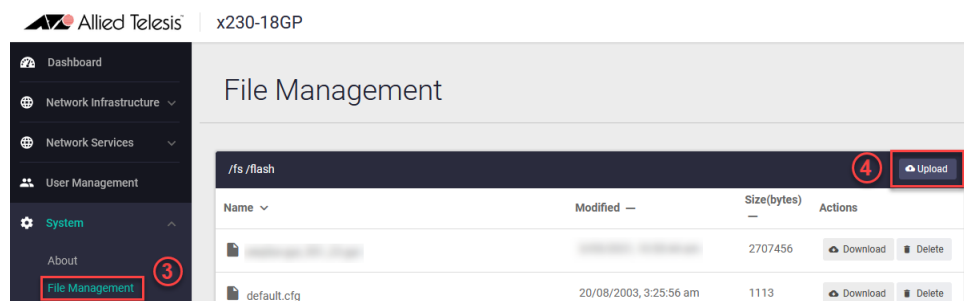 Allied Telesis
x230-18GP
Dashboard
Network Infrastructure
Network Services
User Management
System
About
3
File Management
File Management
/fs /flash
4
Upload
Name
Modified
Size(bytes)
Actions
2707456
Download
Delete
default.cfg
20/08/2003, 3:25:56 am
1113
Download
Delete